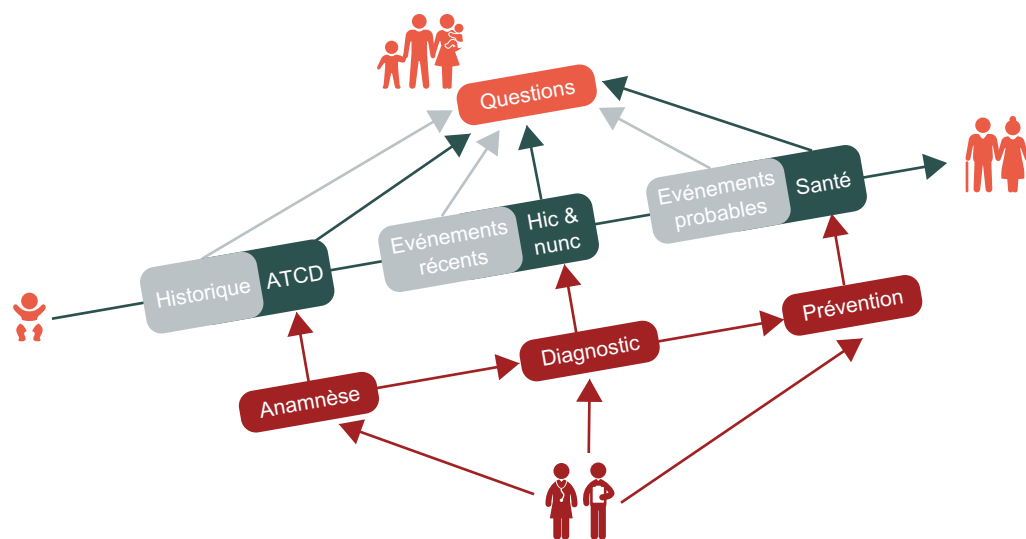 Questions
Evénements
probables
Santé
Evénements
récents
Hic &
nunc
Historique
ATCD
Prévention
Diagnostic
Anamnèse